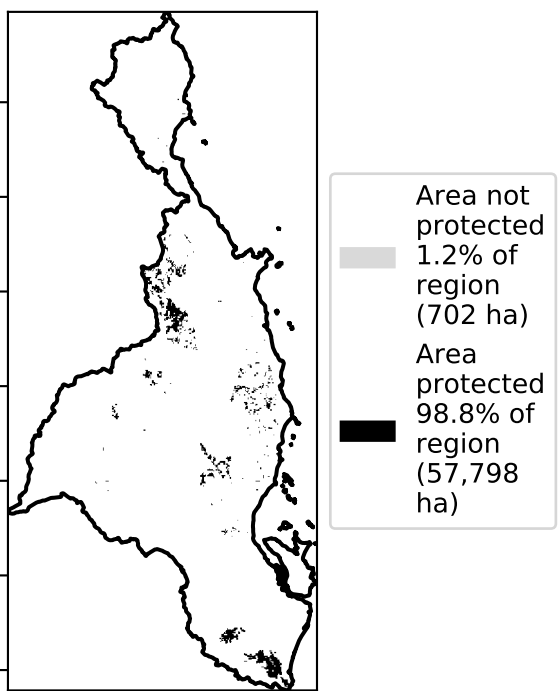 Area not
protected
1.2% of
region
(702 ha)
Area
protected
98.8% of
region
(57,798
ha)